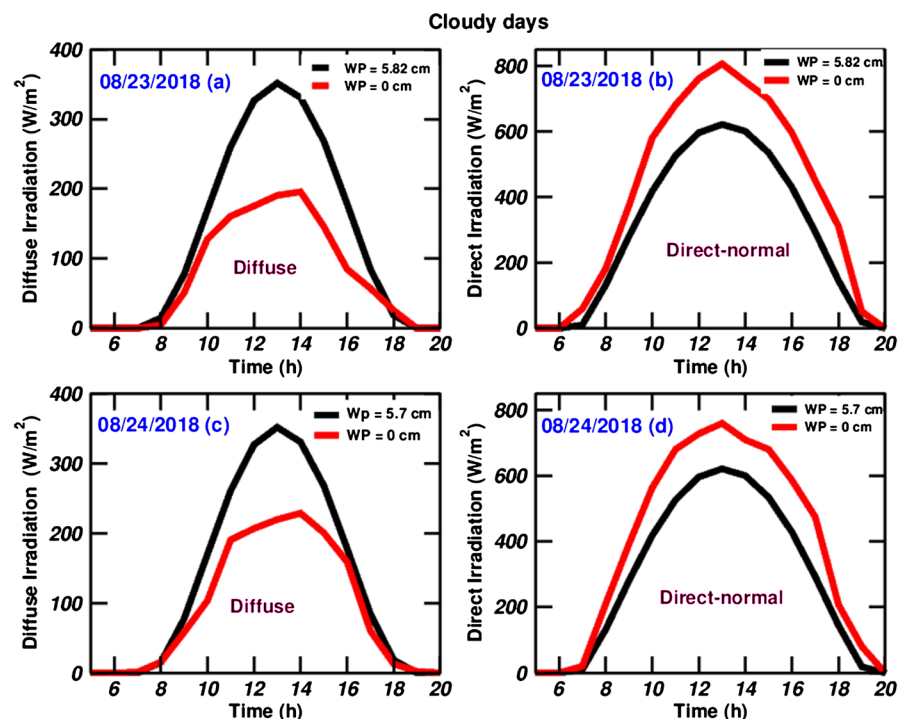 Cloudy days
08/23/2018 (a)
WP = 5.82 cm
WP = 0 cm
Diffuse
Diffuse Irradiation (W/m²)
400
300
200
100
0
6 8 10 12 14 16 18 20
Time (h)
08/23/2018 (b)
WP = 5.82 cm
WP = 0 cm
Direct-normal
Direct Irradiation (W/m²)
800
600
400
200
0
6 8 10 12 14 16 18 20
Time (h)
08/24/2018 (c)
Wp = 5.7 cm
WP = 0 cm
Diffuse
Diffuse Irradiation (W/m²)
400
300
200
100
0
6 8 10 12 14 16 18 20
Time (h)
08/24/2018 (d)
WP = 5.7 cm
WP = 0 cm
Direct-normal
Direct Irradiation (W/m²)
800
600
400
200
0
6 8 10 12 14 16 18 20
Time (h)